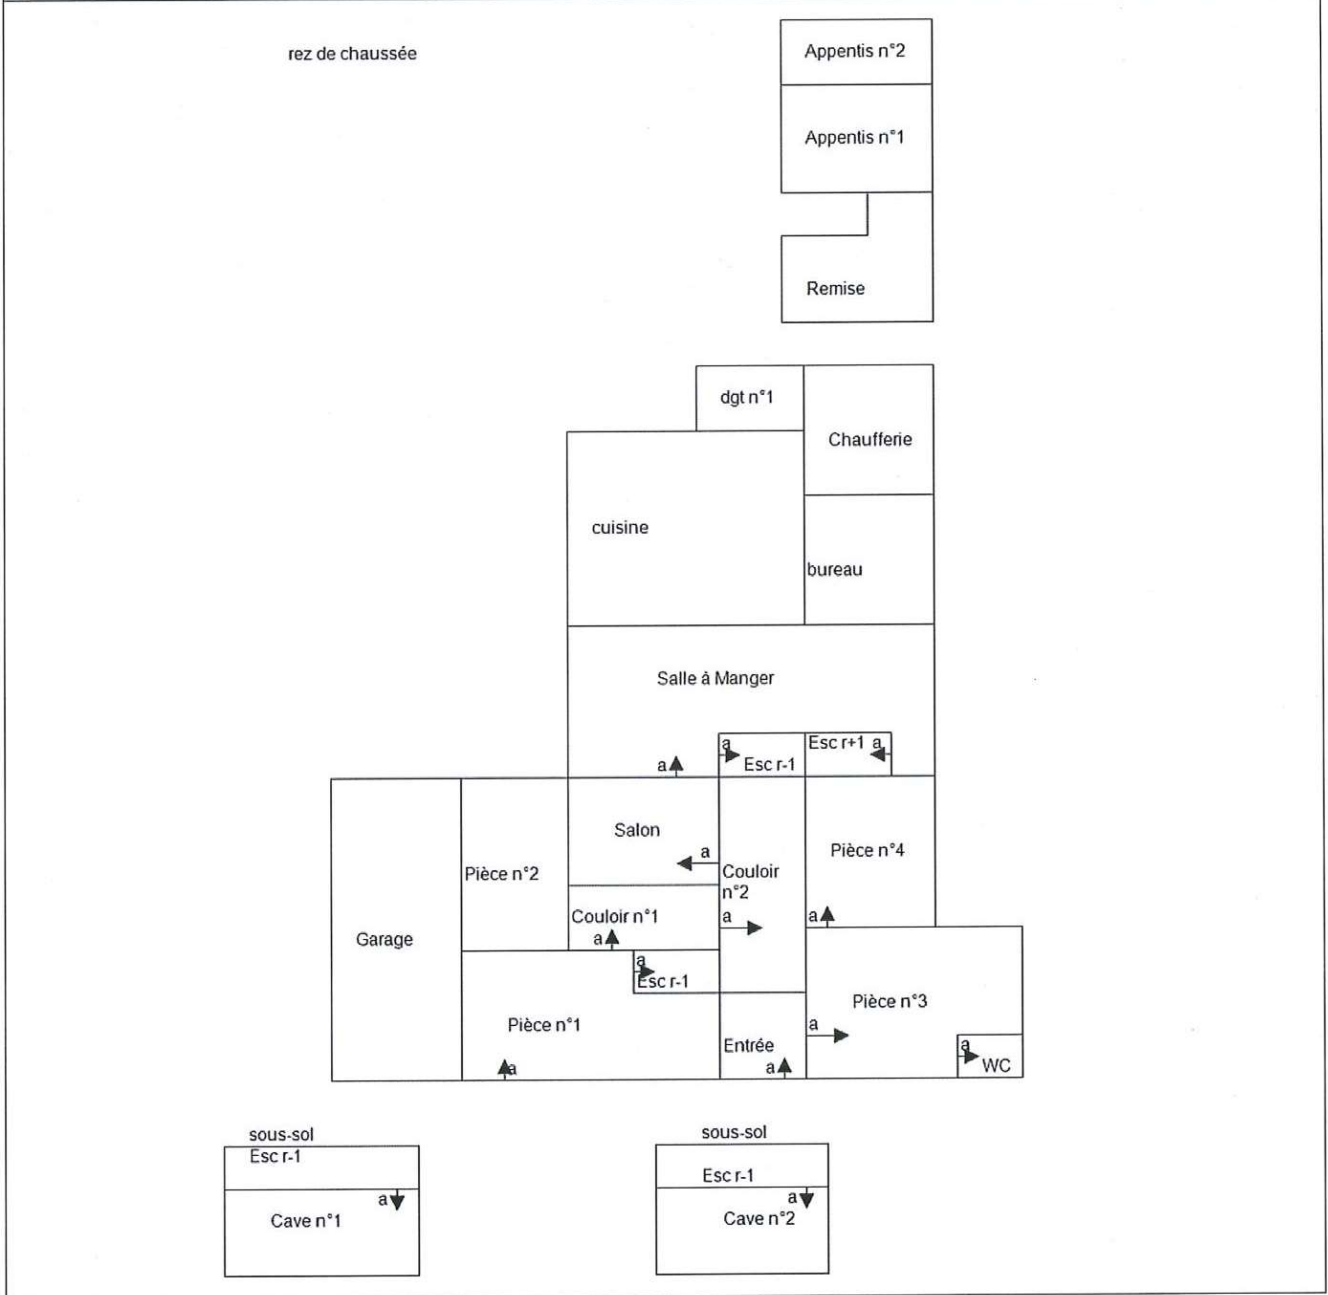 rez de chaussée
Appentis n°2
Appentis n°1
Remise
dgt n°1
Chaufferie
cuisine
bureau
Salle à Manger
a
Esc r-1
Esc r+1 a
a
Salon
a
Pièce n°2
Couloir
n°2
Pièce n°4
Couloir n°1
a
a
a
Garage
a
Esc r-1
Pièce n°1
a
Entrée
a
Pièce n°3
a
a
WC
sous-sol
Esc r-1
a
Cave n°1
sous-sol
Esc r-1
a
Cave n°2